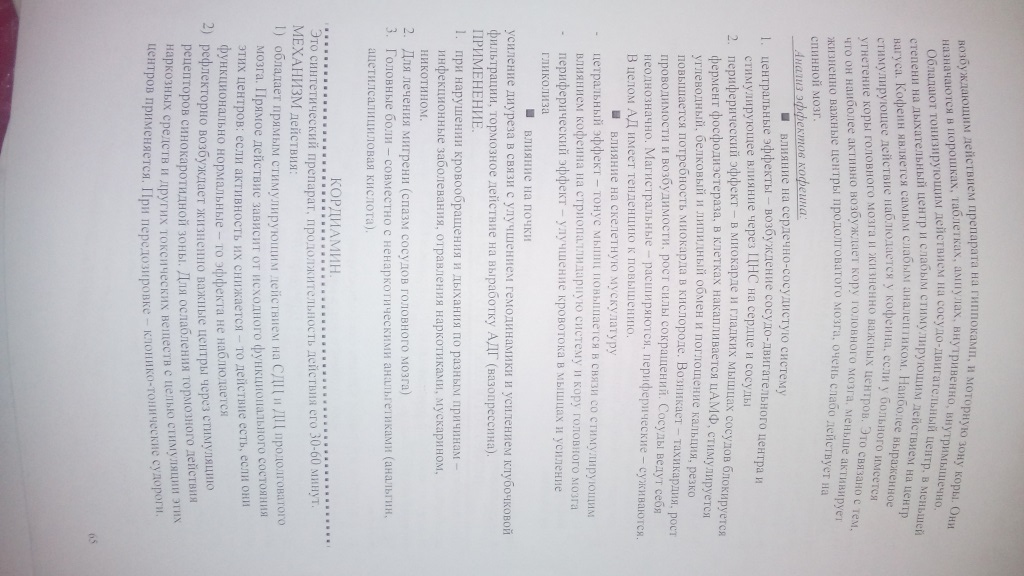 возбуждающим действием препарата на гиппокамп, и моторную зону коры. Они
назначаются в порошках, таблетках, ампулах, внутривенно, внутримышечно.
Обладают тонизирующим действием на сосудо-двигательный центр, в меньшей
степени на дыхательный центр и слабым стимулирующим действием на центр
вагуса. Кофеин является самым слабым аналептиком. Наиболее выраженное
стимулирующее действие наблюдается у кофеина, если у больного имеется
угнетение коры головного мозга и жизненно важных центров. Это связано с тем,
что он наиболее активно возбуждает кору головного мозга, меньше активирует
жизненно важные центры продолговатого мозга, очень слабо действует на
спинной мозг.
Анализ эффектов кофеина:
■ влияние на сердечно-сосудистую систему
1. центральные эффекты – возбуждение сосудо-двигательного центра и
стимулирующее влияние через ЦНС на сердце и сосуды
2. периферический эффект – в миокарде и гладких мышцах сосудов блокируется
фермент фосфодиэстераза, в клетках накапливается цАМФ, стимулируется
углеводный, белковый и липидный обмен и поглощение кальция, резко
повышается потребность миокарда в кислороде. Возникает – тахикардия, рост
проводимости и возбудимости, рост силы сокращений. Сосуды ведут себя
неоднозначно. Магистральные – расширяются, периферические – суживаются.
В целом АД имеет тенденцию к повышению.
■ влияние на скелетную мускулатуру
- цетральный эффект – тонус мышц повышается в связи со стимулирующим
влиянием кофеина на стриопаллидарную систему и кору головного мозга
- периферический эффект – улучшение кровотока в мышцах и усиление
гликолиза
■ влияние на почки
усиление диуреза в связи с улучшением гемодинамики и усилением клубочковой
фильтрации, тормозное действие на выработку АДГ (вазопрессин).
ПРИМЕНЕНИЕ.
1. при нарушении кровообращения и дыхания по разным причинам –
инфекционные заболевания, отравления наркотиками, мускарином,
никотином.
2. Для лечения мигрени (спазм сосудов головного мозга)
3. Головные боли – совместно с ненаркотическими анальгетиками (анальгин,
ацетилсалициловая кислота).
КОРДИАМИН.
Это синтетический препарат, продолжительность действия его 30-60 минут.
МЕХАНИЗМ действия:
1) обладает прямым стимулирующим действием на СДЦ и ДЦ продолговатого
мозга. Прямое действие зависит от исходного функционального состояния
этих центров: если активность их снижается – то действие есть, если они
функционально нормальные – то эффекта не наблюдается
2) рефлекторно возбуждает жизненно важные центры через стимуляцию
рецепторов синокаротидной зоны. Для ослабления тормозного действия
наркозных средств и других токсических веществ с целью стимуляции этих
центров применяется. При передозировке – клонико-тонические судороги.
65